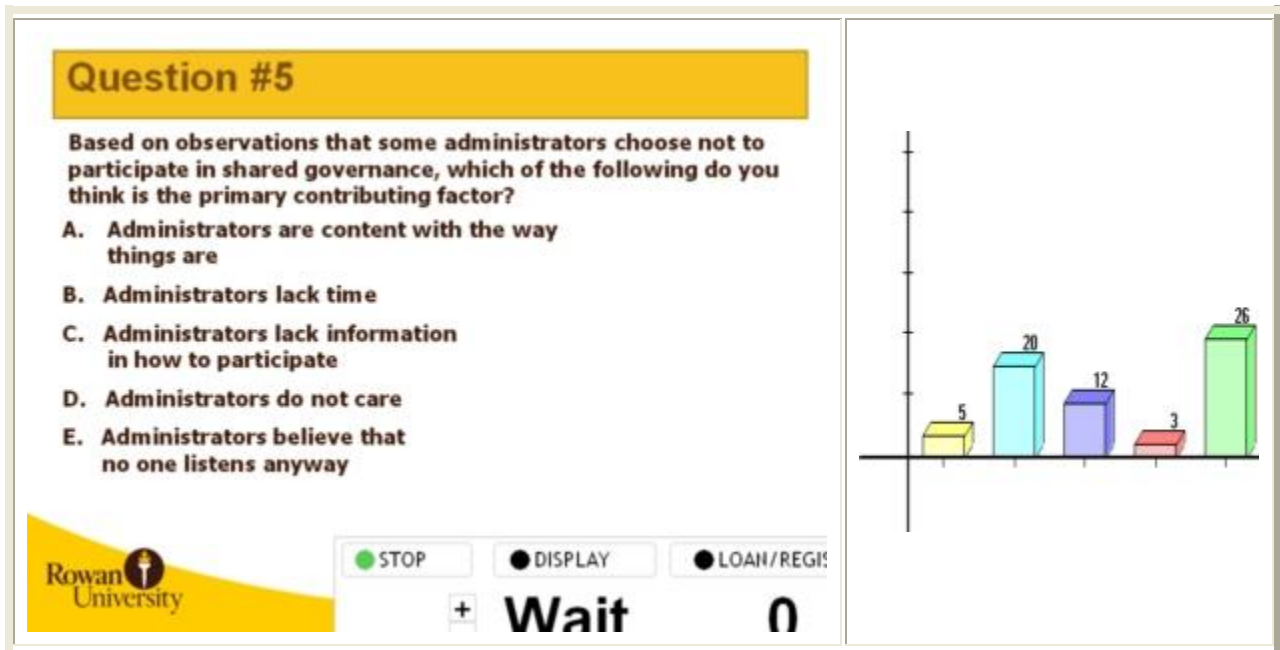 Question #5
Based on observations that some administrators choose not to
participate in shared governance, which of the following do you
think is the primary contributing factor?
A. Administrators are content with the way
things are
B. Administrators lack time
C. Administrators lack information
in how to participate
D. Administrators do not care
E. Administrators believe that
no one listens anyway
Rowan
University
STOP DISPLAY LOAN/REGIS
+ Wait 0
5 20 12 3 26